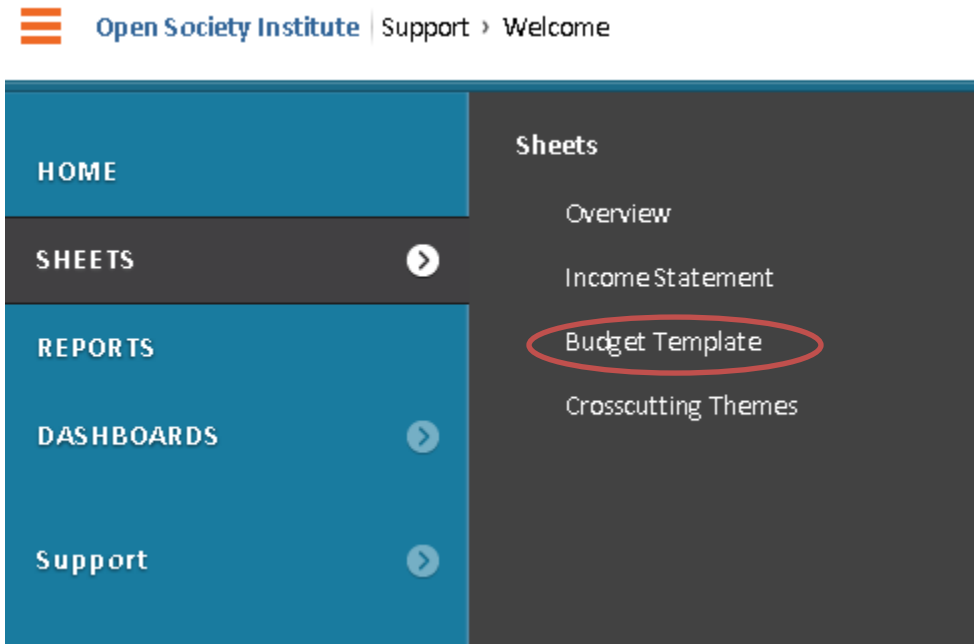 Open Society Institute Support › Welcome
HOME
SHEETS
REPORTS
DASHBOARDS
Support
Sheets
Overview
Income Statement
Budget Template
Crosscutting Themes